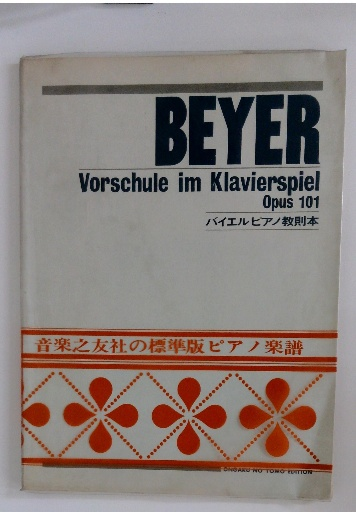 BEYER
Vorschule im Klavierspiel
Opus 101
バイエルピアノ教則本
音楽之友社の標準版ピアノ楽譜
ONGAKU NO TOMO EDITION